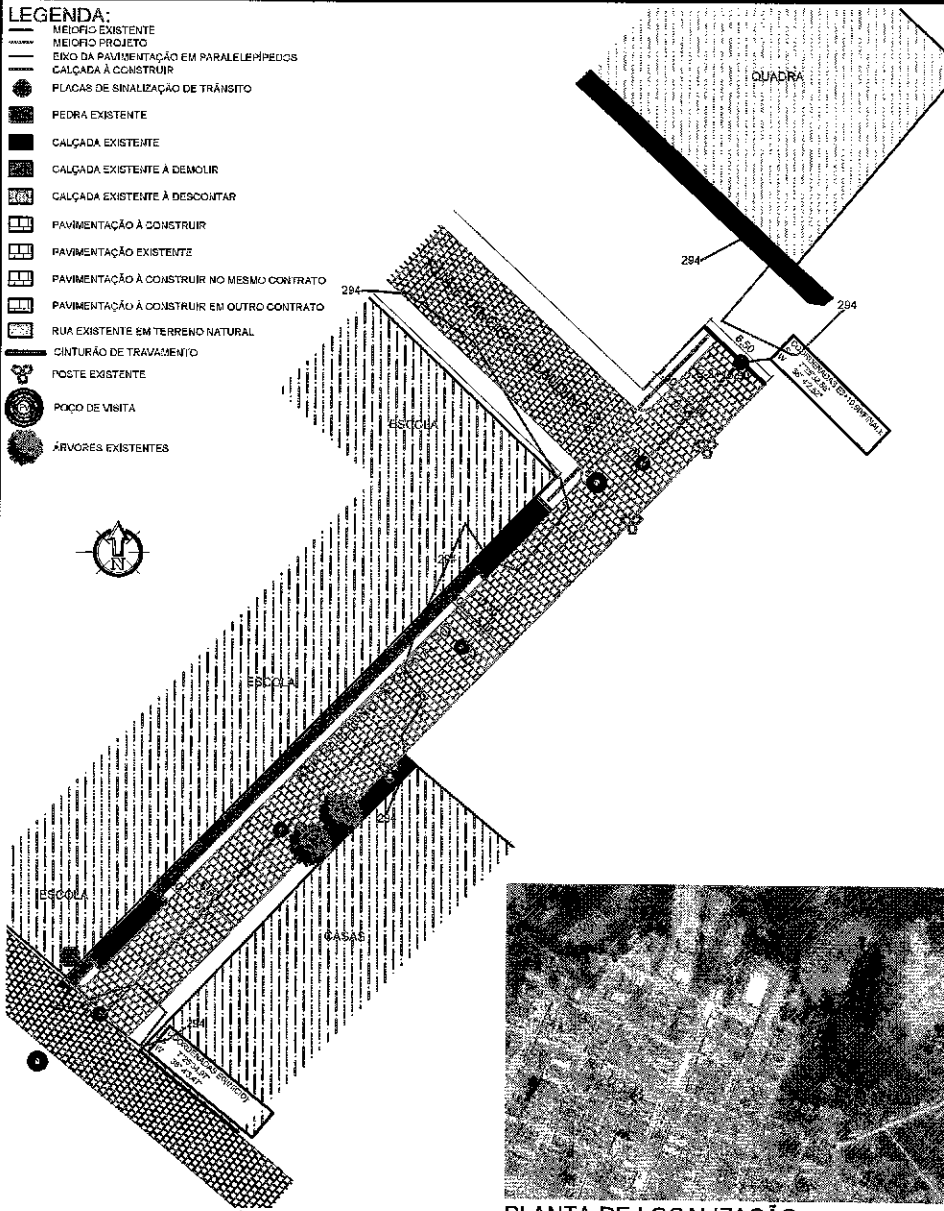 LEGENDA:
MEIOFIO EXISTENTE
MEIOFIO PROJETO
EIXO DA PAVIMENTAÇÃO EM PARALELEPÍPEDOS
CALÇADA À CONSTRUIR
PLACAS DE SINALIZAÇÃO DE TRÂNSITO
PEDRA EXISTENTE
CALÇADA EXISTENTE
CALÇADA EXISTENTE À DEMOLIR
CALÇADA EXISTENTE À DESCONTAR
PAVIMENTAÇÃO À CONSTRUIR
PAVIMENTAÇÃO EXISTENTE
PAVIMENTAÇÃO À CONSTRUIR NO MESMO CONTRATO
PAVIMENTAÇÃO À CONSTRUIR EM OUTRO CONTRATO
RUA EXISTENTE EM TERRENO NATURAL
CINTURÃO DE TRAVAMENTO
POSTE EXISTENTE
POÇO DE VISITA
ÁRVORES EXISTENTES
QUADRA
294
294
294
6,50
W
ESCOLA
N
294
ESCOLA
ESCOLA
CASAS
294
W
PLANTA DE LOCALIZAÇÃO